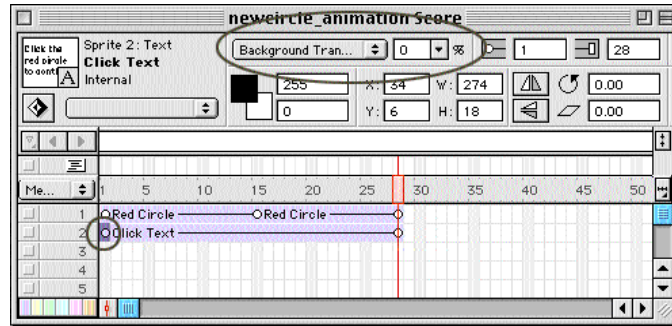 newcircle_animation Score
Click the red circle to cont
Sprite 2: Text
Click Text
Internal
Background Tran... 0 % 1 28
255 X: 34 W: 274 0.00
0 Y: 6 H: 18 0.00
Me... 1 5 10 15 20 25 30 35 40 45 50
1 Red Circle Red Circle
2 Click Text
3
4
5